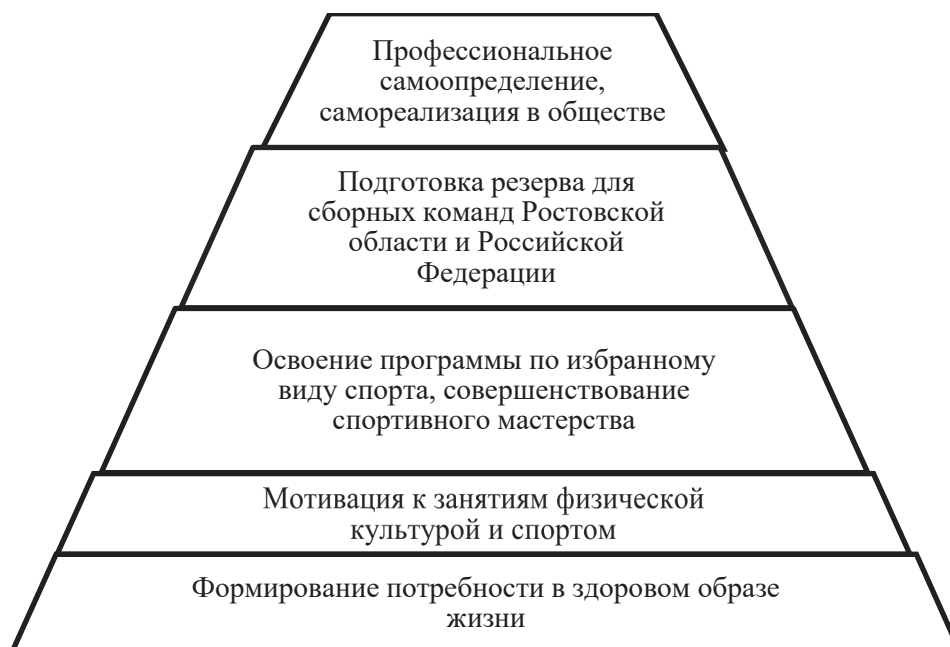 Профессиональное
самоопределение,
самореализация в обществе
Подготовка резерва для
сборных команд Ростовской
области и Российской
Федерации
Освоение программы по избранному
виду спорта, совершенствование
спортивного мастерства
Мотивация к занятиям физической
культурой и спортом
Формирование потребности в здоровом образе
жизни